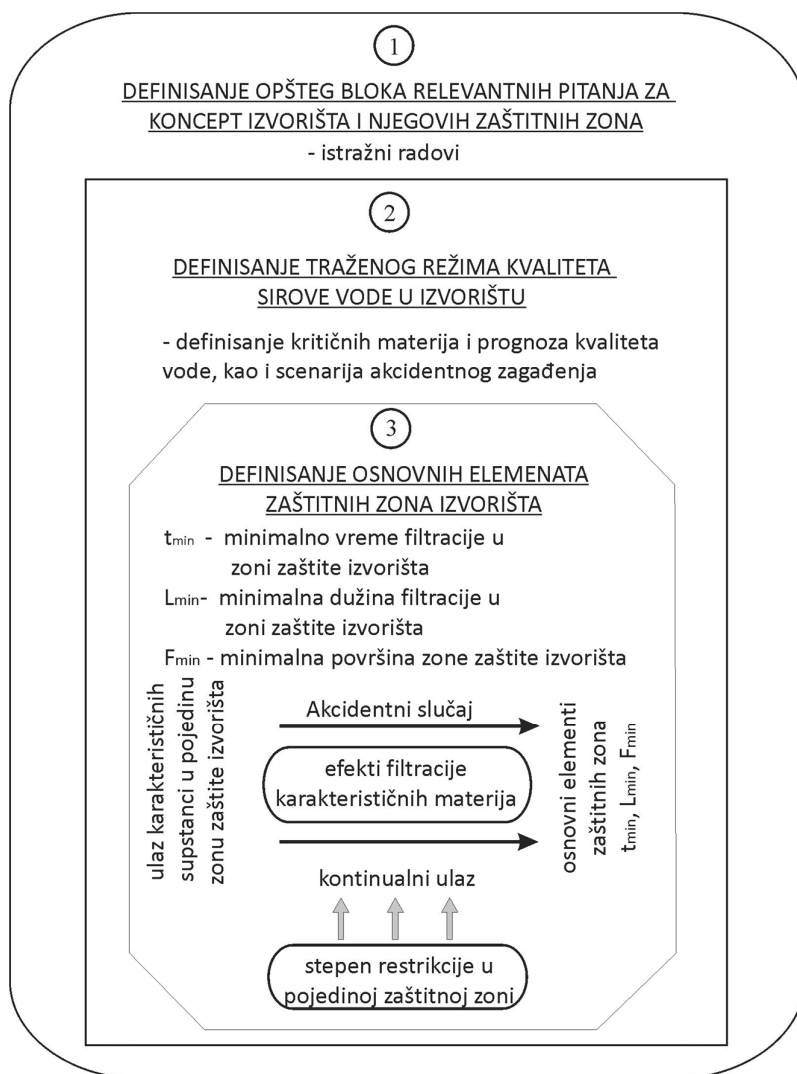 1
DEFINISANJE OPŠTEG BLOKA RELEVANTNIH PITANJA ZA
KONCEPT IZVORIŠTA I NJEGOVIH ZAŠTITNIH ZONA
- istražni radovi
2
DEFINISANJE TRAŽENOG REŽIMA KVALITETA
SIROVE VODE U IZVORIŠTU
- definisanje kritičnih materija i prognoza kvaliteta
vode, kao i scenarija akcidentnog zagađenja
3
DEFINISANJE OSNOVNIH ELEMENATA
ZAŠTITNIH ZONA IZVORIŠTA
tmin - minimalno vreme filtracije u
zoni zaštite izvorišta
Lmin- minimalna dužina filtracije u
zoni zaštite izvorišta
Fmin - minimalna površina zone zaštite izvorišta
ulaz karakterističnih
supstanci u pojedinu
zonu zaštite izvorišta
Akcidentni slučaj
efekti filtracije
karakterističnih materija
kontinualni ulaz
stepen restrikcije u
pojedinoj zaštitnoj zoni
osnovni elementi
zaštitnih zona
tmin, Lmin, Fmin